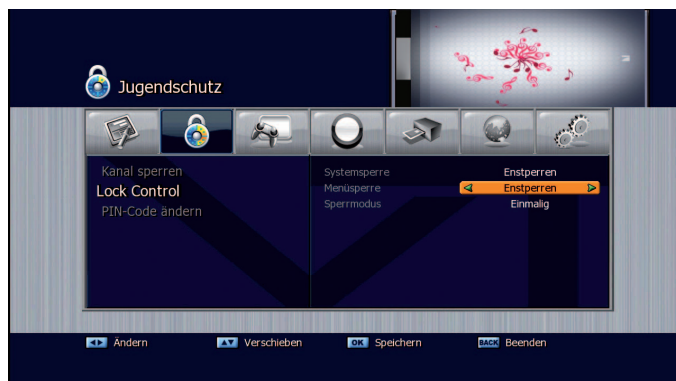 Jugendschutz
Kanal sperren
Lock Control
PIN-Code ändern
Systemsperre Enstperren
Menüsperre Enstperren
Sperrmodus Einmalig
Ändern Verschieben OK Speichern BACK Beenden